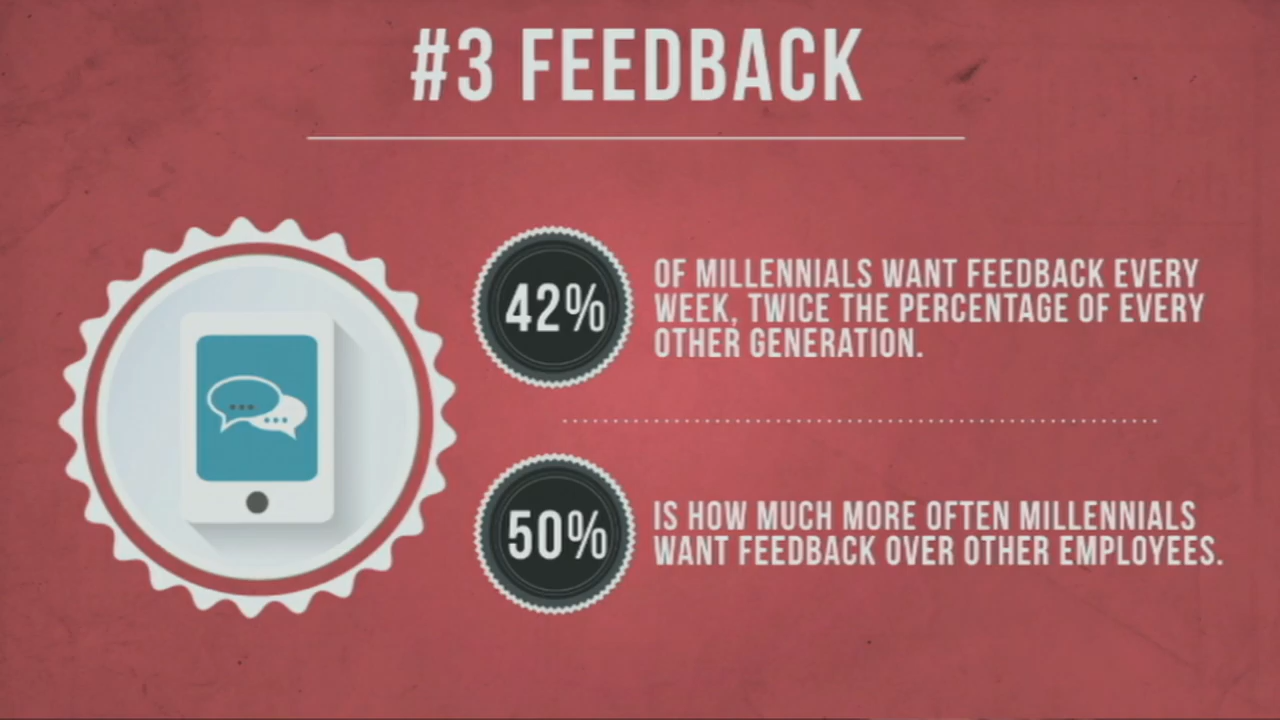 #3 FEEDBACK
42%
OF MILLENNIALS WANT FEEDBACK EVERY
WEEK, TWICE THE PERCENTAGE OF EVERY
OTHER GENERATION.
50%
IS HOW MUCH MORE OFTEN MILLENNIALS
WANT FEEDBACK OVER OTHER EMPLOYEES.